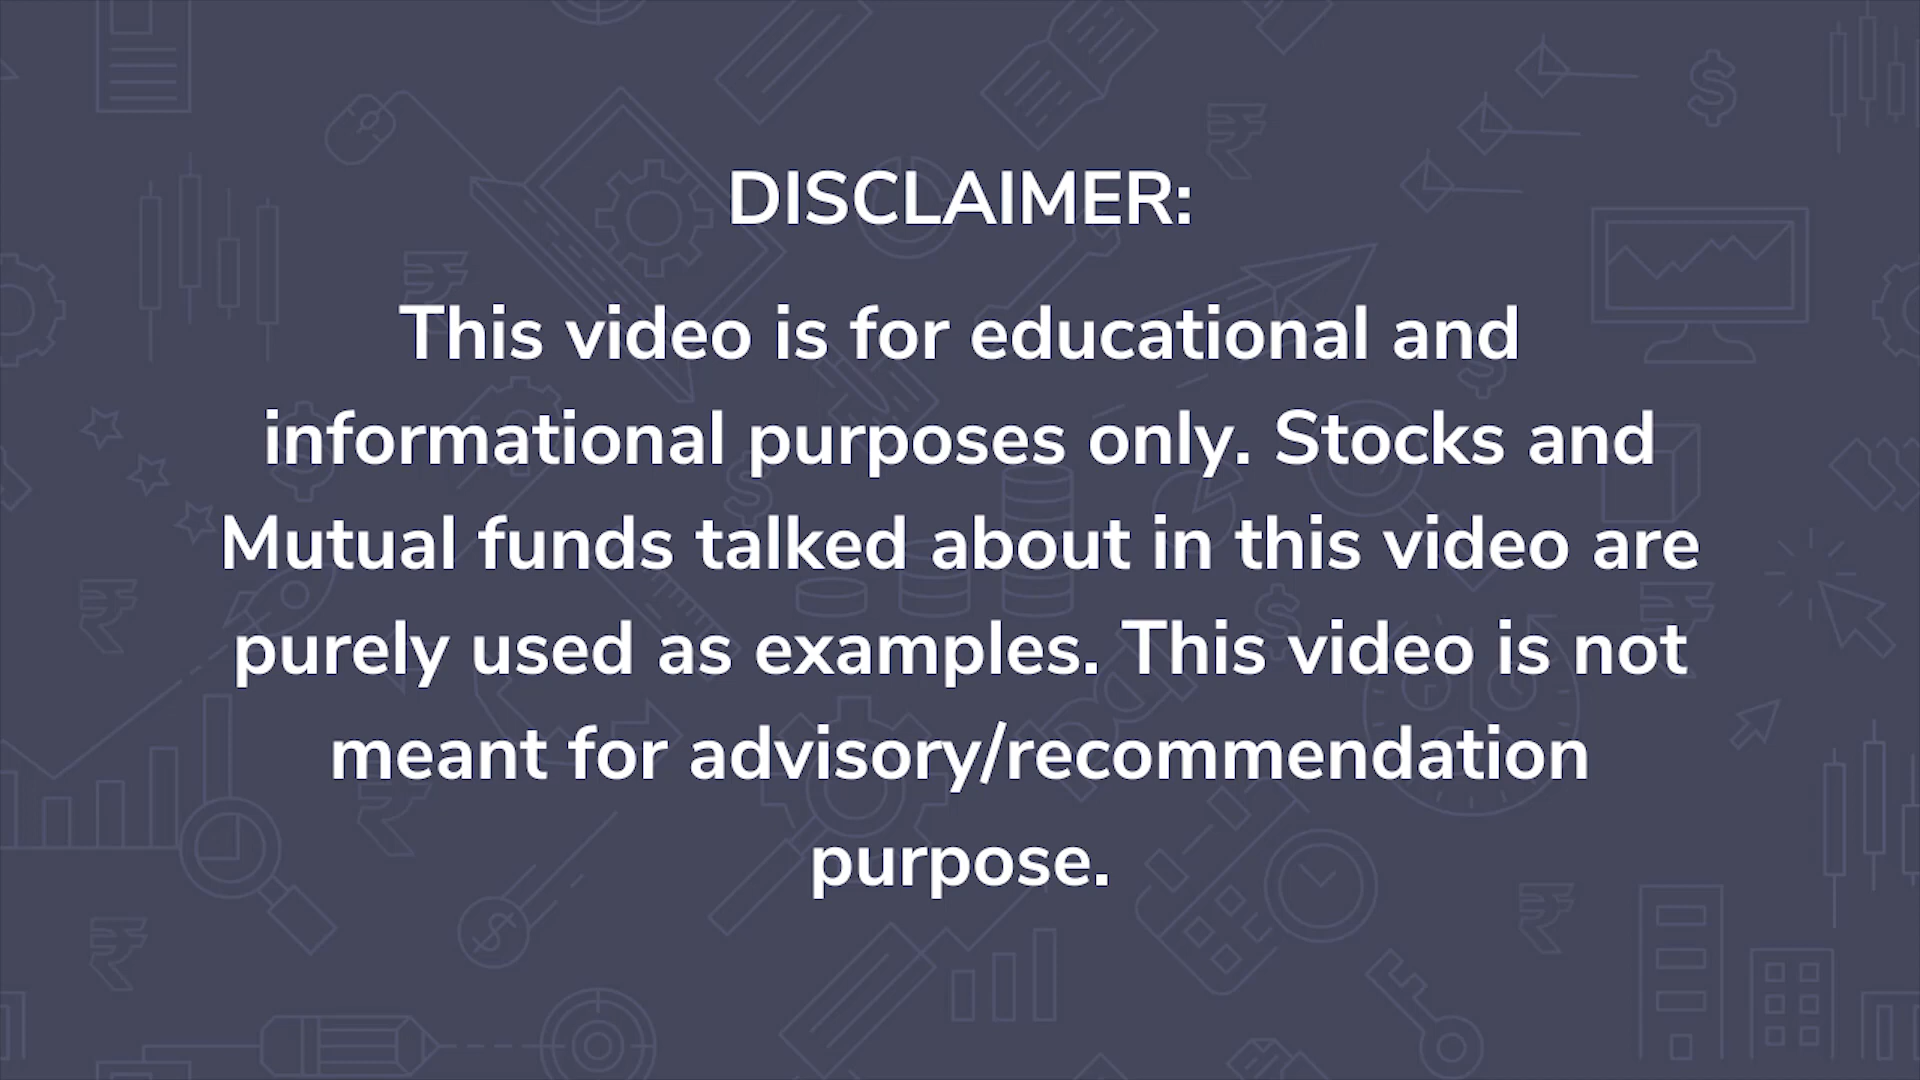 DISCLAIMER:
This video is for educational and
informational purposes only. Stocks and
Mutual funds talked about in this video are
purely used as examples. This video is not
meant for advisory/recommendation
purpose.